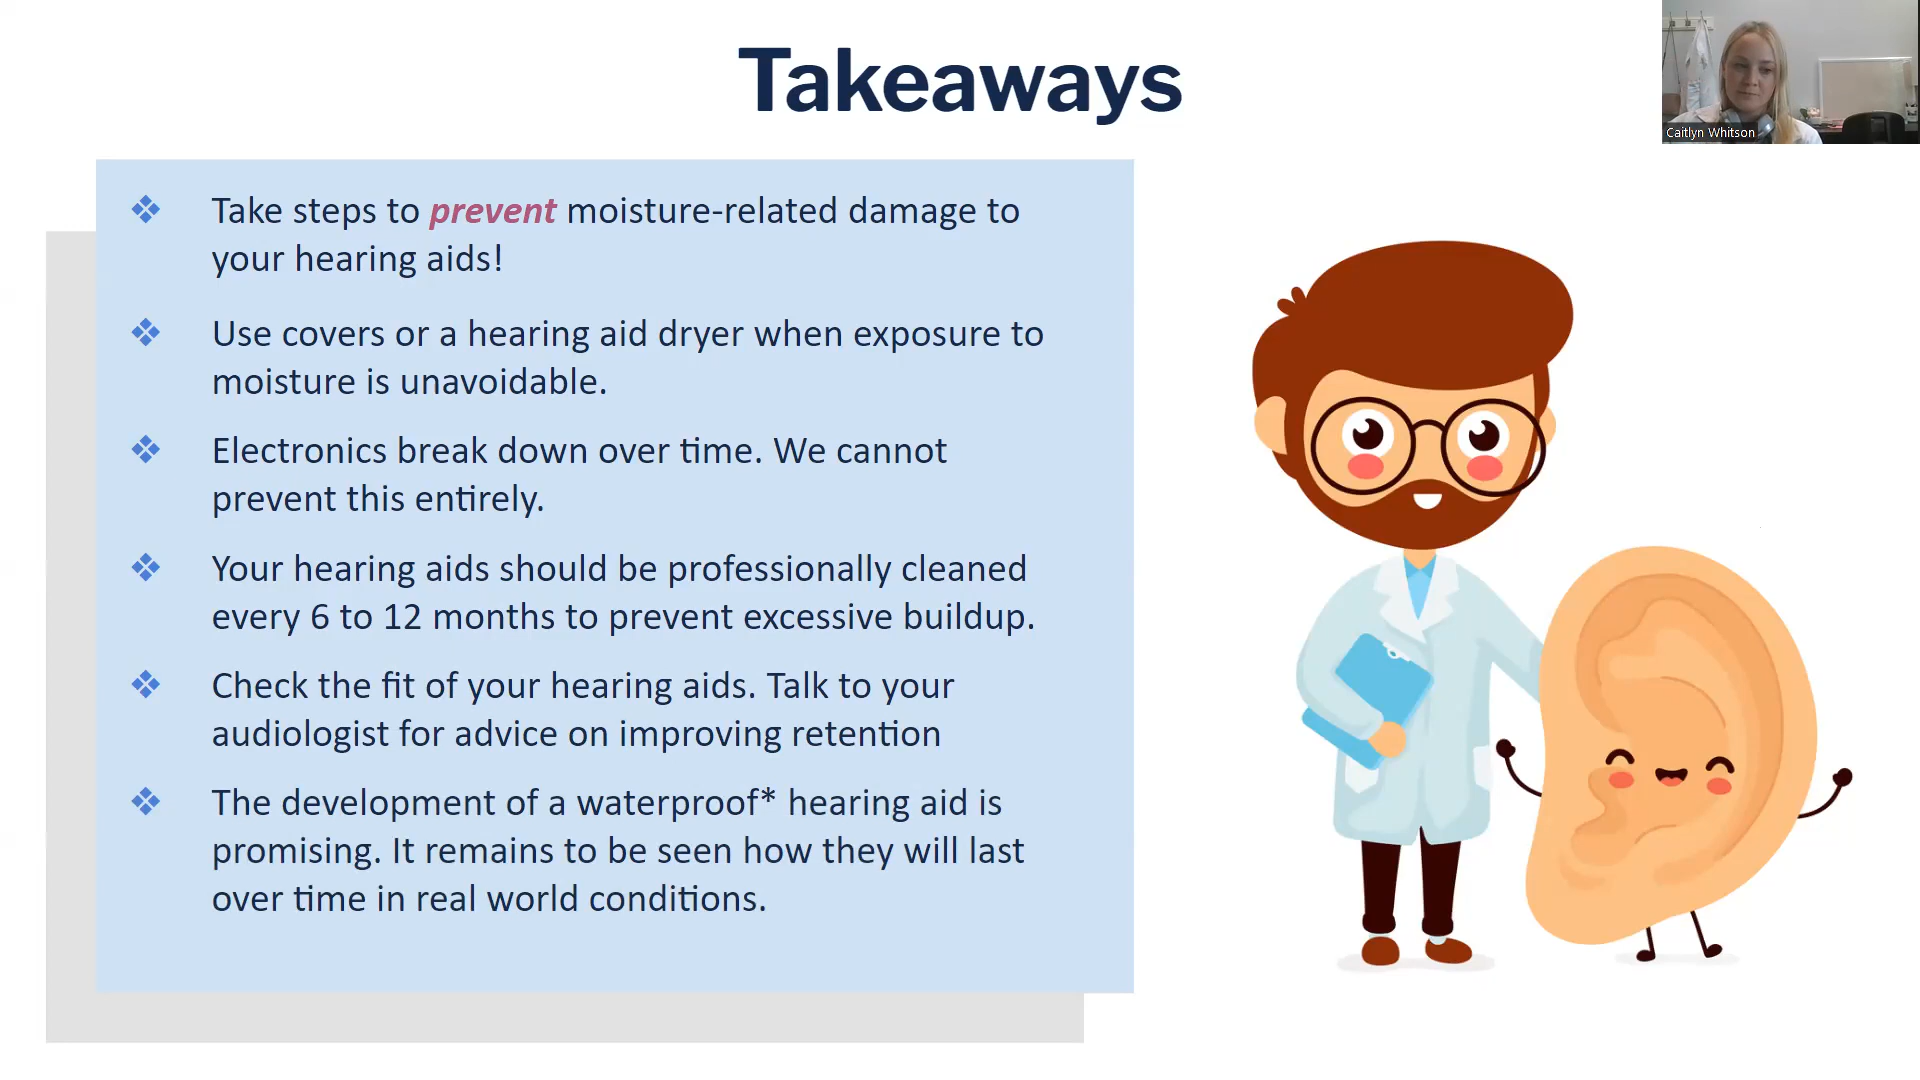 Takeaways
Caitlyn Whitson
❖ Take steps to prevent moisture-related damage to
your hearing aids!
❖ Use covers or a hearing aid dryer when exposure to
moisture is unavoidable.
❖ Electronics break down over time. We cannot
prevent this entirely.
❖ Your hearing aids should be professionally cleaned
every 6 to 12 months to prevent excessive buildup.
❖ Check the fit of your hearing aids. Talk to your
audiologist for advice on improving retention
❖ The development of a waterproof* hearing aid is
promising. It remains to be seen how they will last
over time in real world conditions.